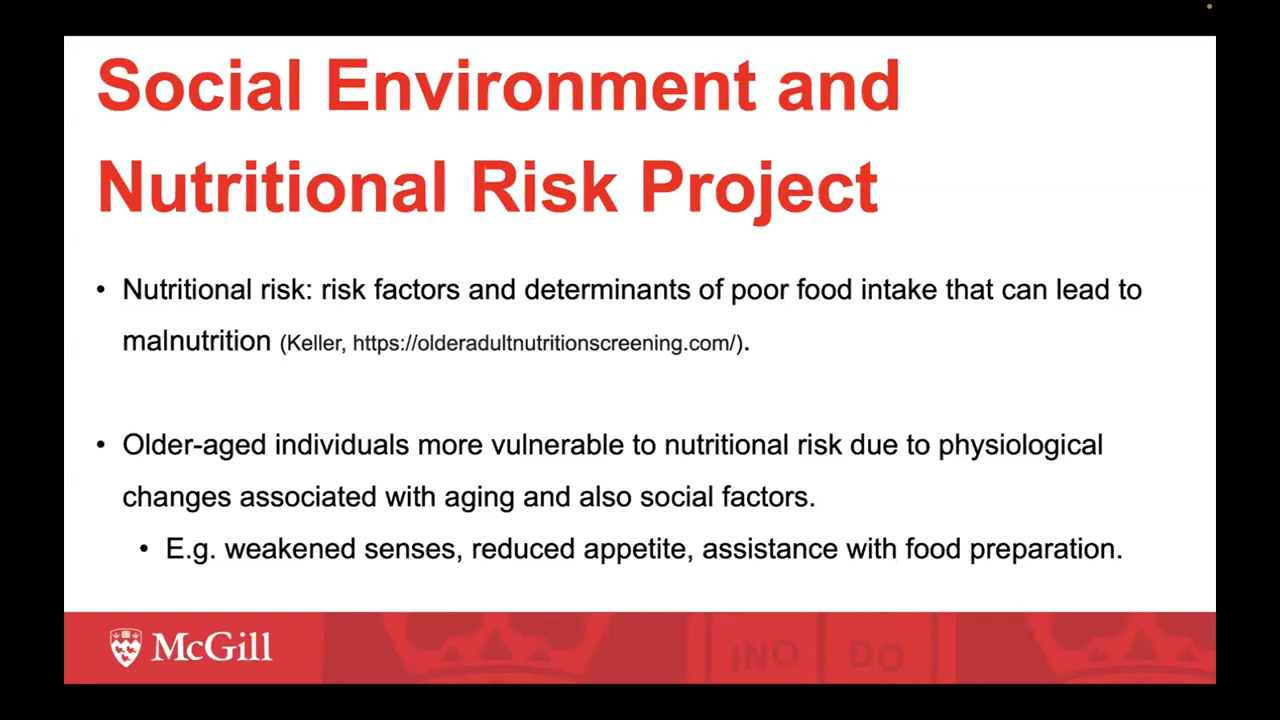 Social Environment and
Nutritional Risk Project
• Nutritional risk: risk factors and determinants of poor food intake that can lead to
malnutrition (Keller, https://olderadultnutritionscreening.com/).
• Older-aged individuals more vulnerable to nutritional risk due to physiological
changes associated with aging and also social factors.
• E.g. weakened senses, reduced appetite, assistance with food preparation.
McGill
INO DO